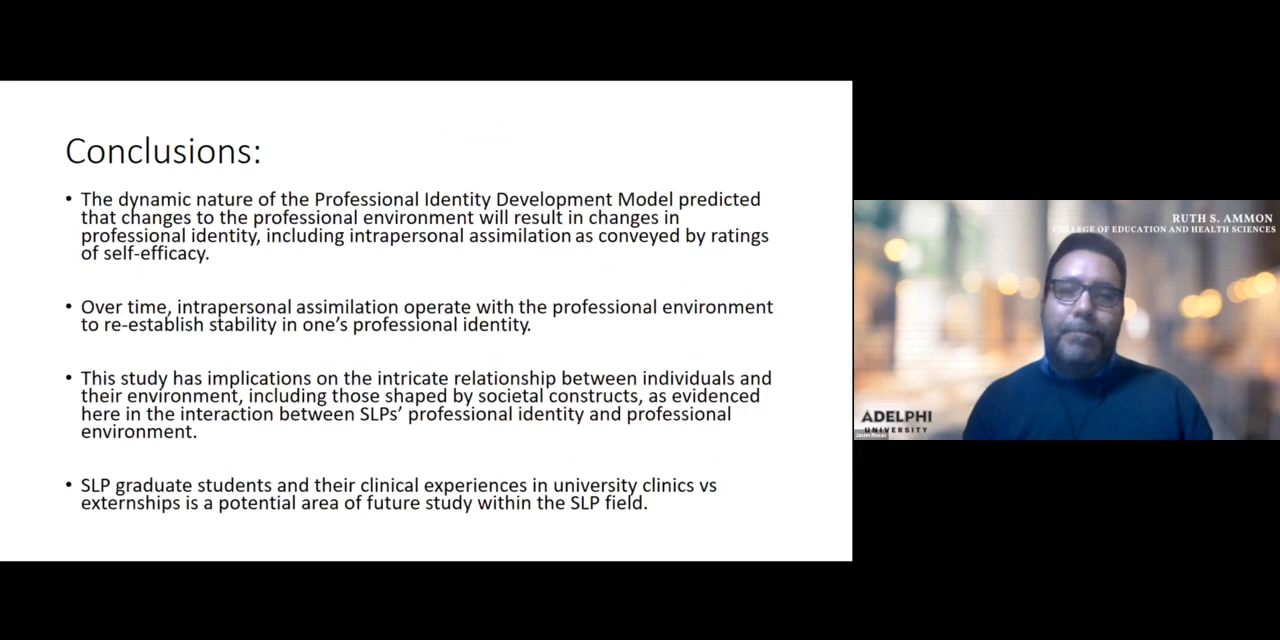 Conclusions:
• The dynamic nature of the Professional Identity Development Model predicted
that changes to the professional environment will result in changes in
professional identity, including intrapersonal assimilation as conveyed by ratings
of self-efficacy.
• Over time, intrapersonal assimilation operate with the professional environment
to re-establish stability in one's professional identity.
• This study has implications on the intricate relationship between individuals and
their environment, including those shaped by societal constructs, as evidenced
here in the interaction between SLPs' professional identity and professional
environment.
• SLP graduate students and their clinical experiences in university clinics vs
externships is a potential area of future study within the SLP field.
RUTH S. AMMON
COLLEGE OF EDUCATION AND HEALTH SCIENCES
ADELPHI
UNIVERSITY
Jason Rosas